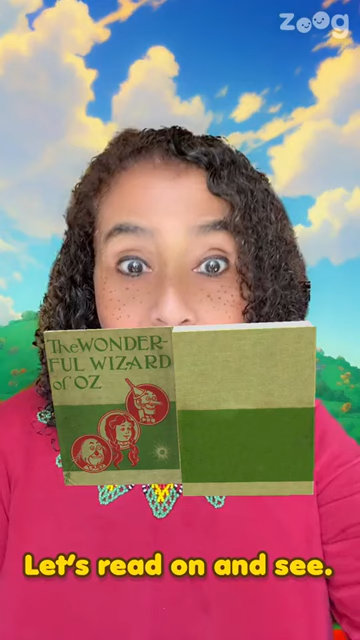 zoog
The WONDER-
FUL WIZARD
of OZ
Let's read on and see.